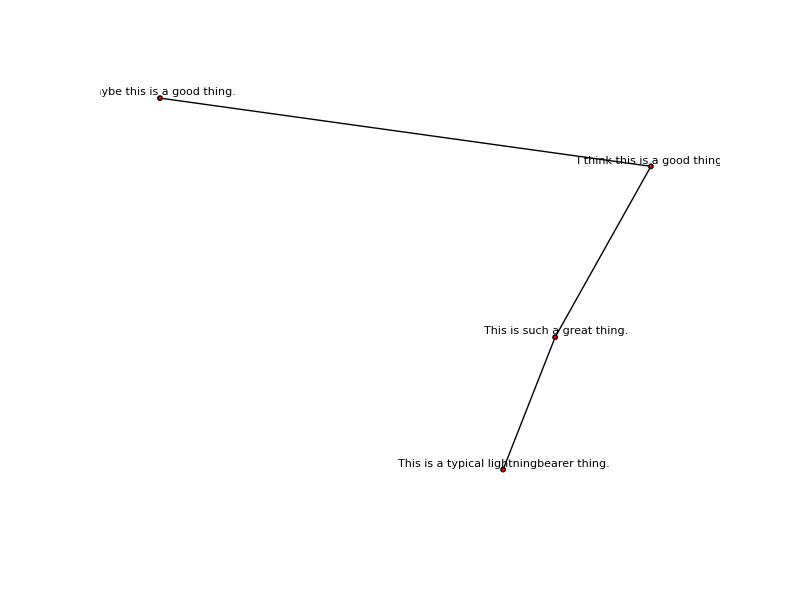 ybe this is a good thing.
I think this is a good thing
This is such a great thing.
This is a typical lightningbearer thing.